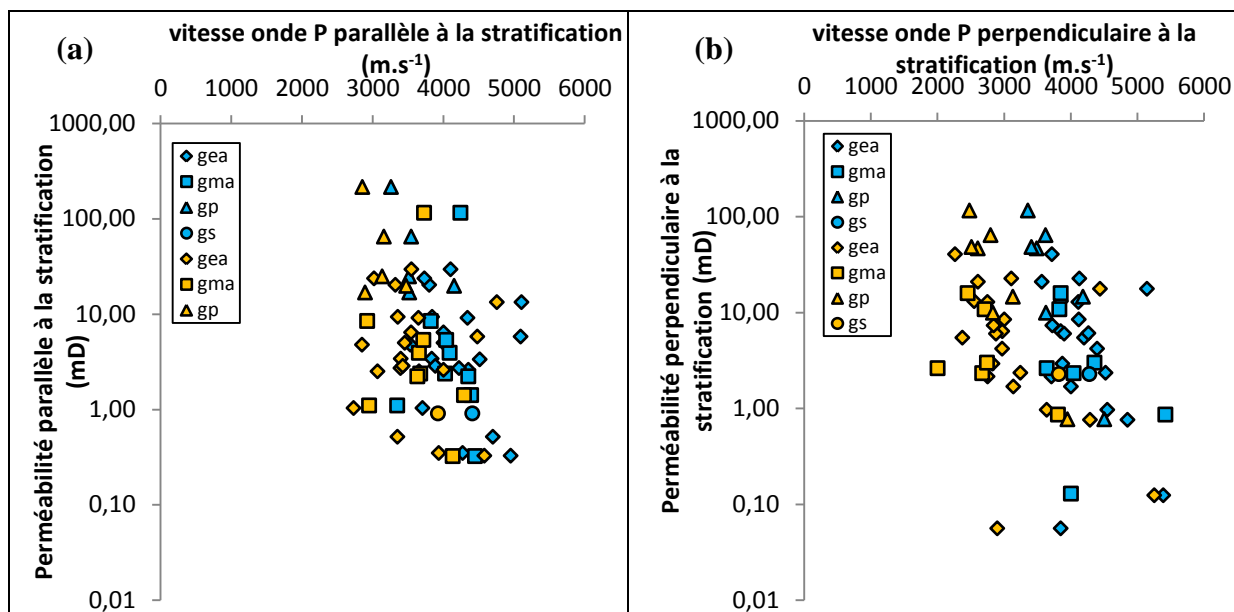 (a)
vitesse onde P parallèle à la stratification
(m.s-1)
0 1000 2000 3000 4000 5000 6000
1000,00
100,00
10,00
1,00
0,10
0,01
Perméabilité parallèle à la stratification
(mD)
gea
gma
gp
gs
gea
gma
gp
(b)
vitesse onde P perpendiculaire à la
stratification (m.s-1)
0 1000 2000 3000 4000 5000 6000
1000,00
100,00
10,00
1,00
0,10
0,01
Perméabilité perpendiculaire à la
stratification (mD)
gea
gma
gp
gs
gea
gma
gp
gs